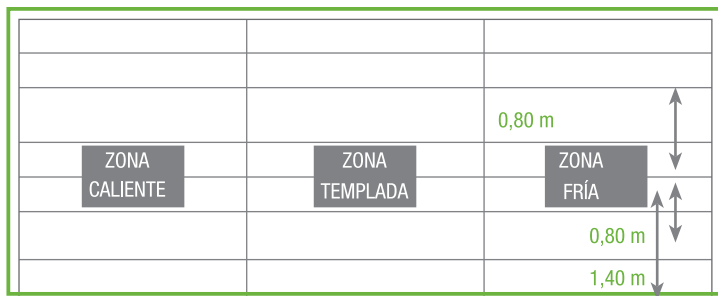 0,80 m
ZONA
CALIENTE
ZONA
TEMPLADA
ZONA
FRÍA
0,80 m
1,40 m